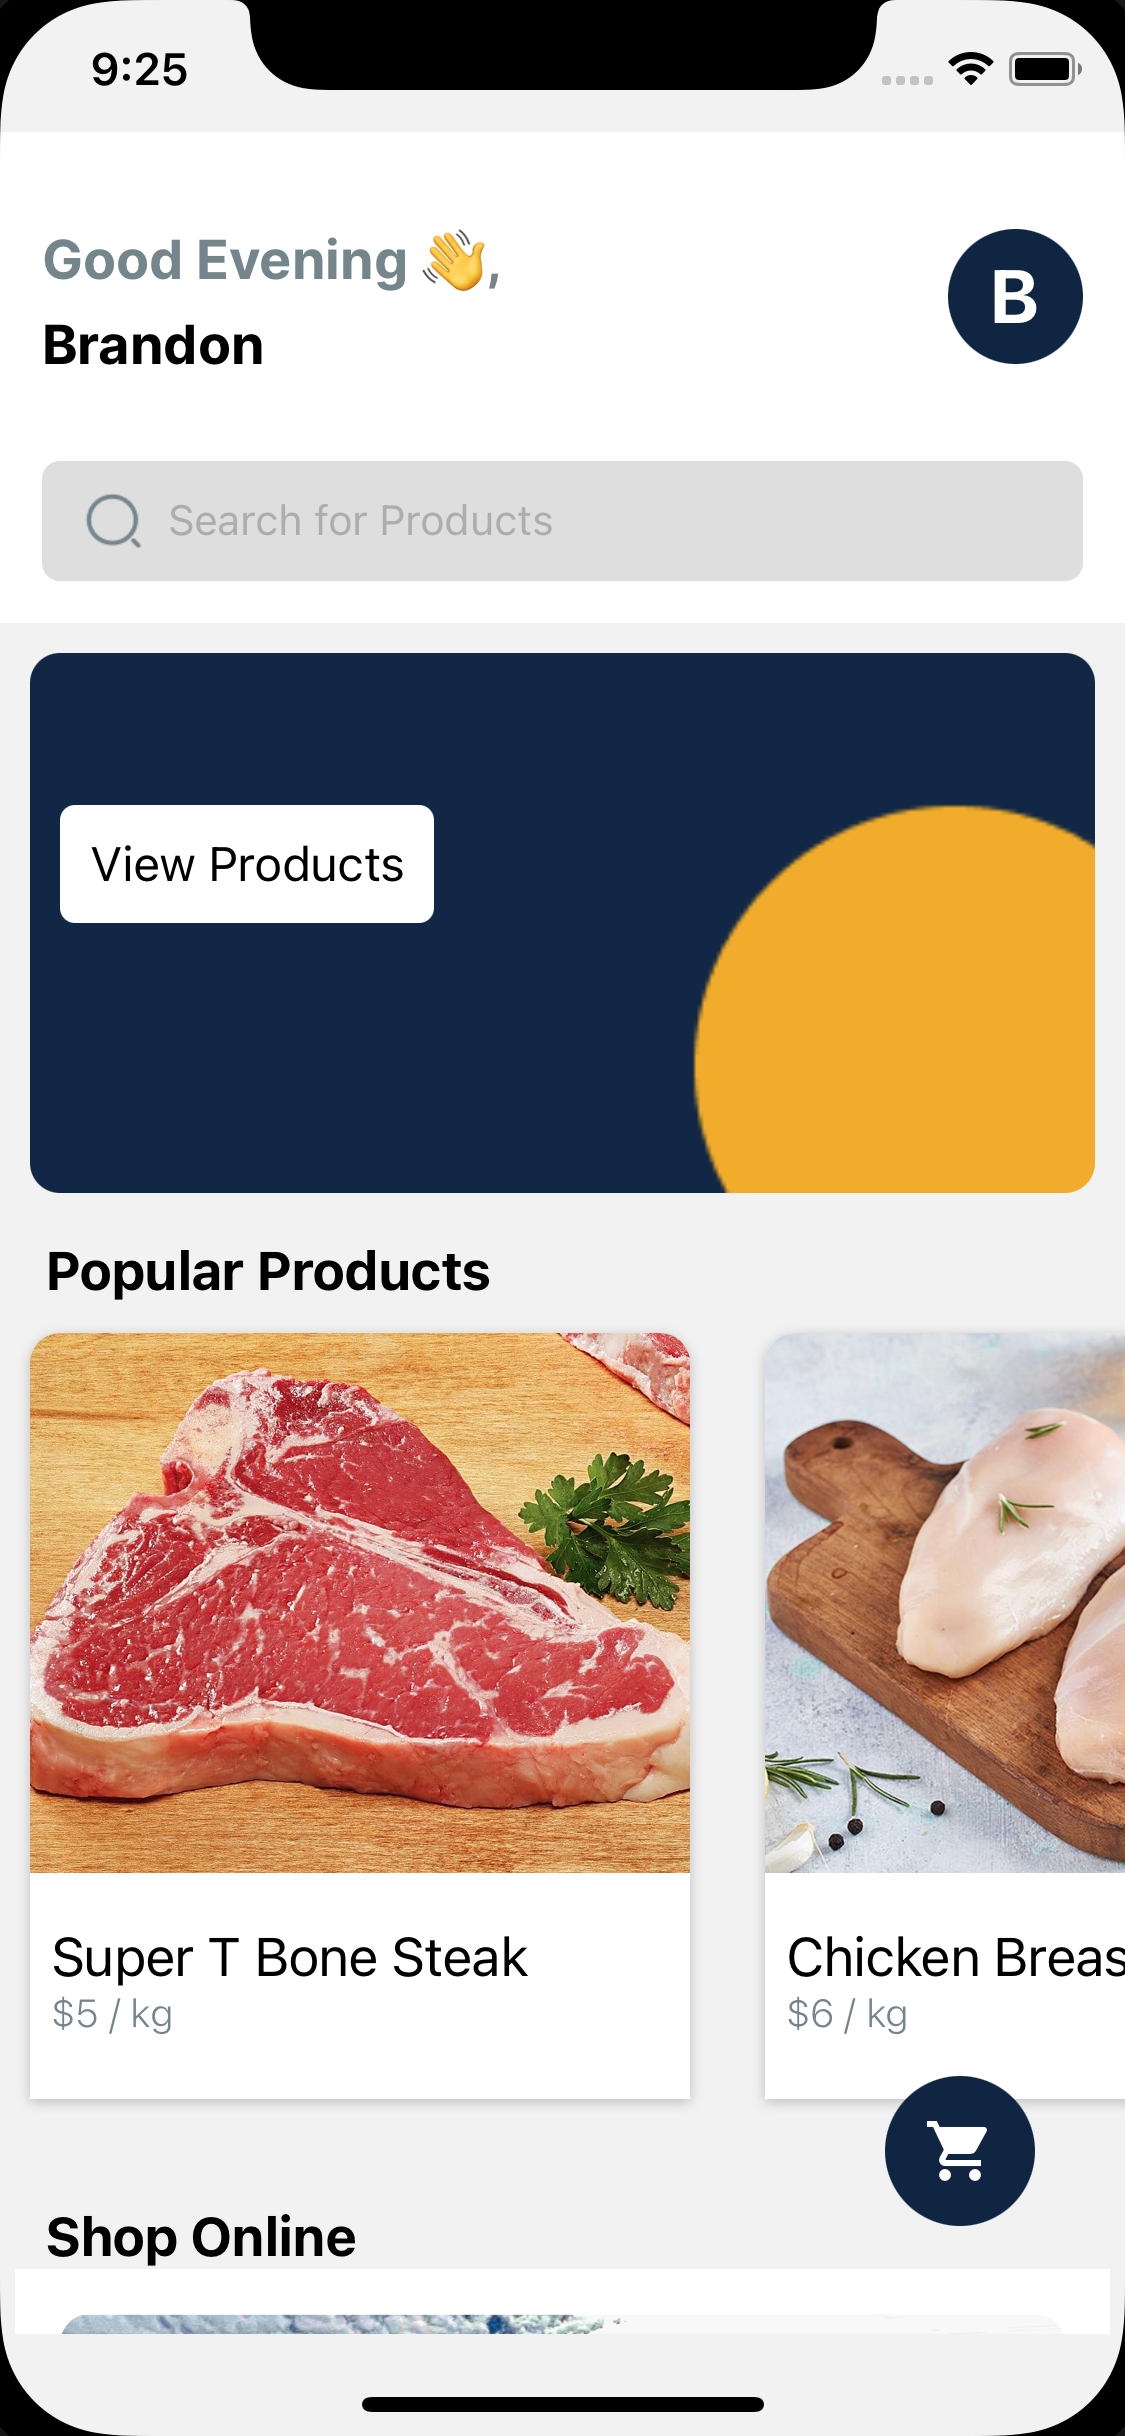 9:25
Good Evening 👋,
Brandon
B
Search for Products
View Products
Popular Products
Super T Bone Steak
$5 / kg
Chicken Breas
$6 / kg
Shop Online